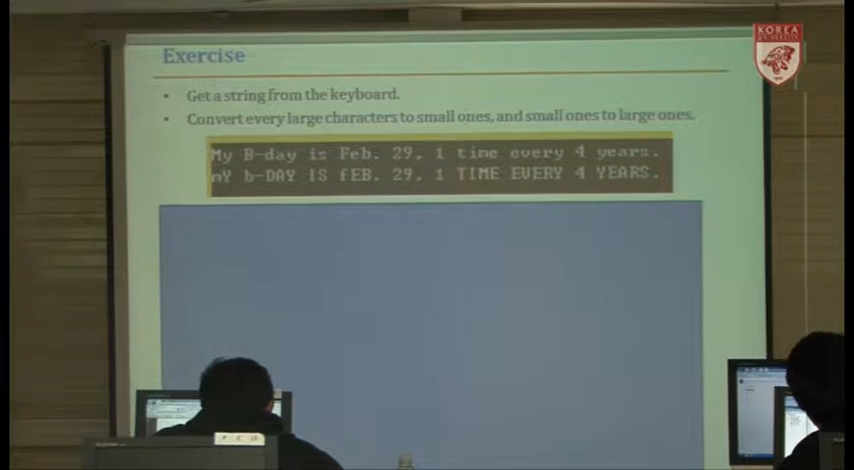 KOREA
Exercise
• Get a string from the keyboard.
• Convert every large characters to small ones, and small ones to large ones.
My B-day is Feb. 29, 1 time every 4 years.
mY b-DAY IS fEB. 29, 1 TIME EVERY 4 YEARS.